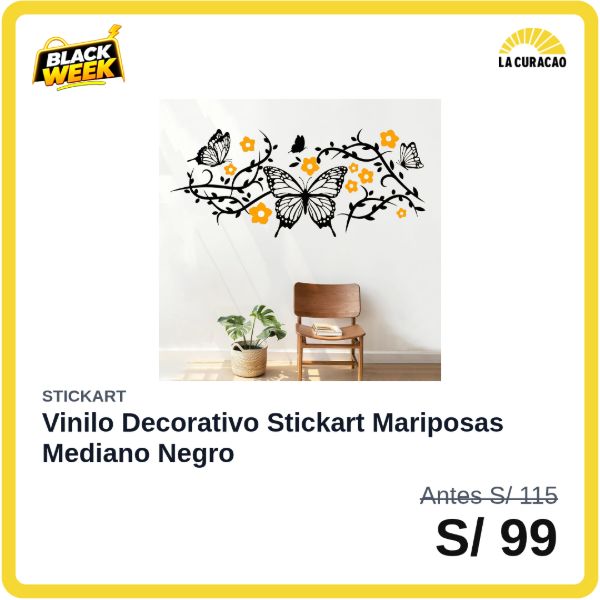 BLACK
WEEK
LA CURACAO
STICKART
Vinilo Decorativo Stickart Mariposas
Mediano Negro
Antes S/ 115
S/ 99